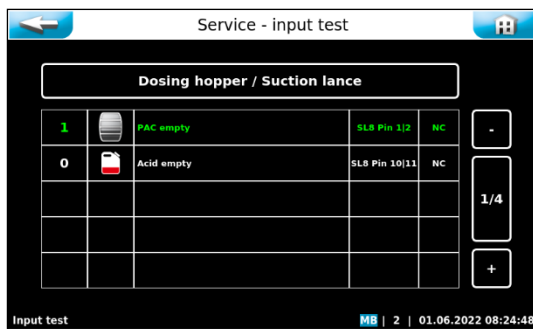 Service - input test
Dosing hopper / Suction lance
1 PAC empty SL8 Pin 1|2 NC -
0 Acid empty SL8 Pin 10|11 NC
1/4
+
Input test MB | 2 | 01.06.2022 08:24:48